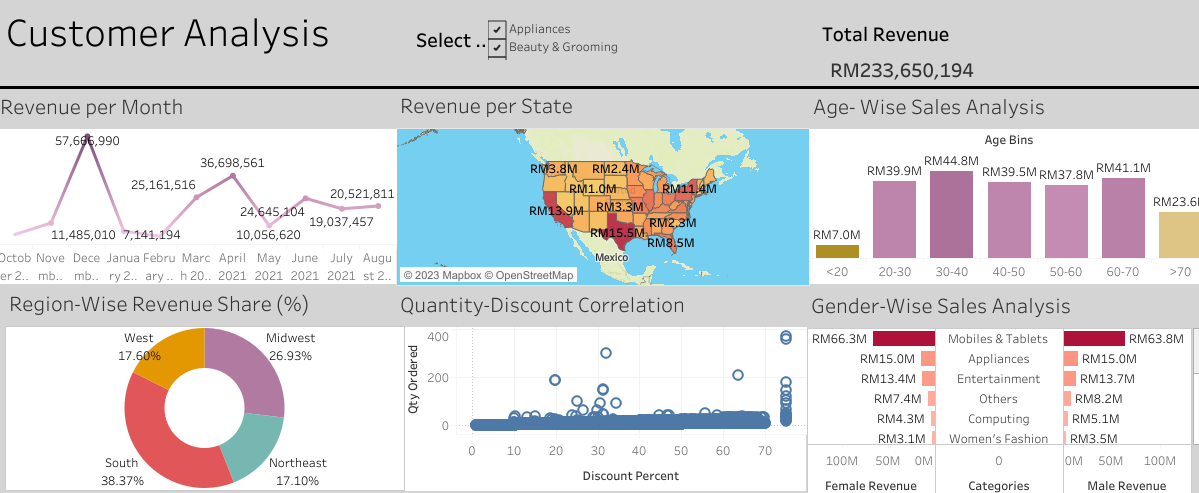 Customer Analysis
Select ..
Appliances
Beauty & Grooming
Total Revenue
RM233,650,194
Revenue per Month
57,666,990
36,698,561
25,161,516
24,645,104
20,521,811
19,037,457
11,485,010
7,141,194
10,056,620
Octob Nove Dece Janua Febru Marc April May June July Augu
er 2.. mb.. mb.. ry 2.. ary .. h 20.. 2021 2021 2021 2021 st 2..
Revenue per State
RM3.8M RM2.4M
RM1.0M RM11.4M
RM13.9M RM3.3M
RM2.3M
RM15.5M
RM8.5M
Mexico
© 2023 Mapbox © OpenStreetMap
Age- Wise Sales Analysis
Age Bins
RM7.0M RM39.9M RM44.8M RM39.5M RM37.8M RM41.1M RM23.6
<20 20-30 30-40 40-50 50-60 60-70 >70
Region-Wise Revenue Share (%)
West
17.60%
Midwest
26.93%
South
38.37%
Northeast
17.10%
Quantity-Discount Correlation
Qty Ordered
400
200
0
0 10 20 30 40 50 60 70
Discount Percent
Gender-Wise Sales Analysis
RM66.3M Mobiles & Tablets RM63.8M
RM15.0M Appliances RM15.0M
RM13.4M Entertainment RM13.7M
RM7.4M Others RM8.2M
RM4.3M Computing RM5.1M
RM3.1M Women's Fashion RM3.5M
100M 50M 0M 0 0M 50M 100M
Female Revenue Categories Male Revenue